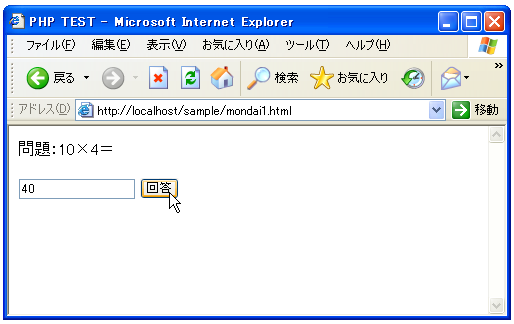 PHP TEST - Microsoft Internet Explorer
ファイル(F) 編集(E) 表示(V) お気に入り(A) ツール(T) ヘルプ(H)
戻る 検索 お気に入り »
アドレス(D) http://localhost/sample/mondai1.html 移動
問題：10×4＝
40 回答